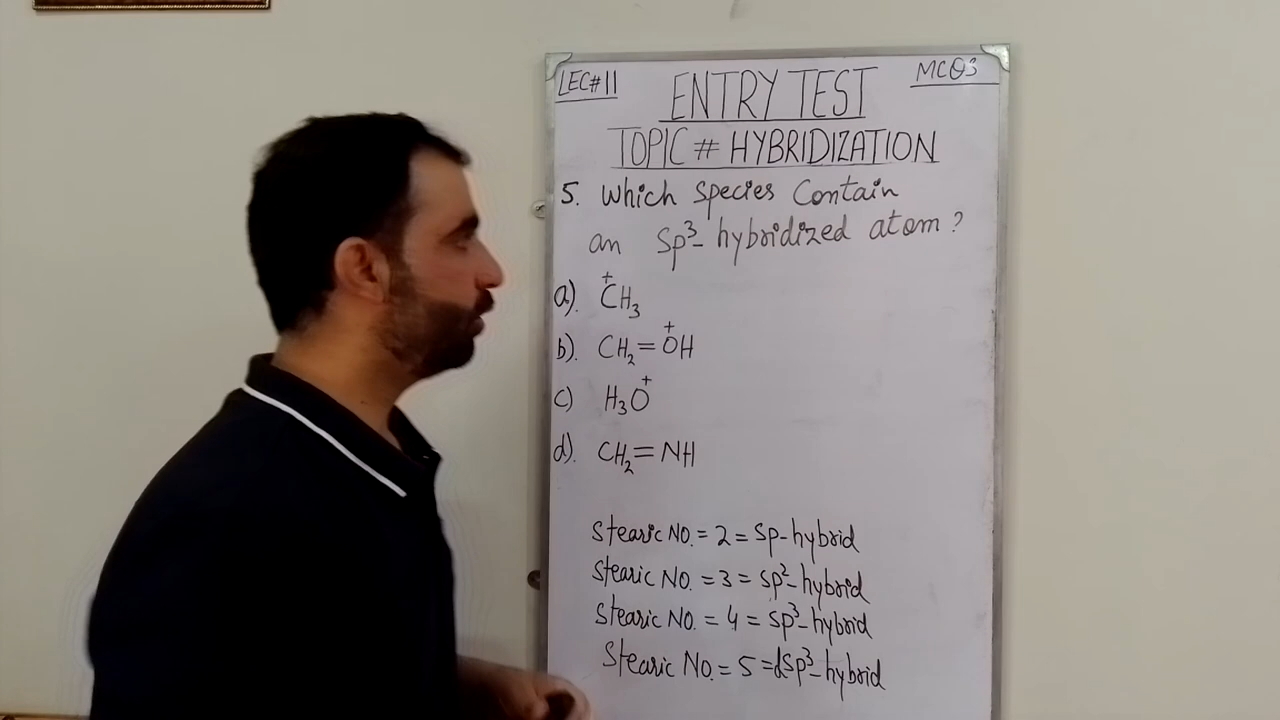 LEC#11
ENTRY TEST
MCQS
TOPIC # HYBRIDIZATION
5. Which Species Contain
an Sp³- hybridized atom?
a). C⁺H₃
b). CH₂=O⁺H
c) H₃O⁺
d). CH₂=NH
Stearic NO. = 2 = Sp-hybrid
Stearic NO. = 3 = Sp²-hybrid
Stearic NO. = 4 = Sp³-hybrid
Stearic No. = 5 = dSp³-hybrid